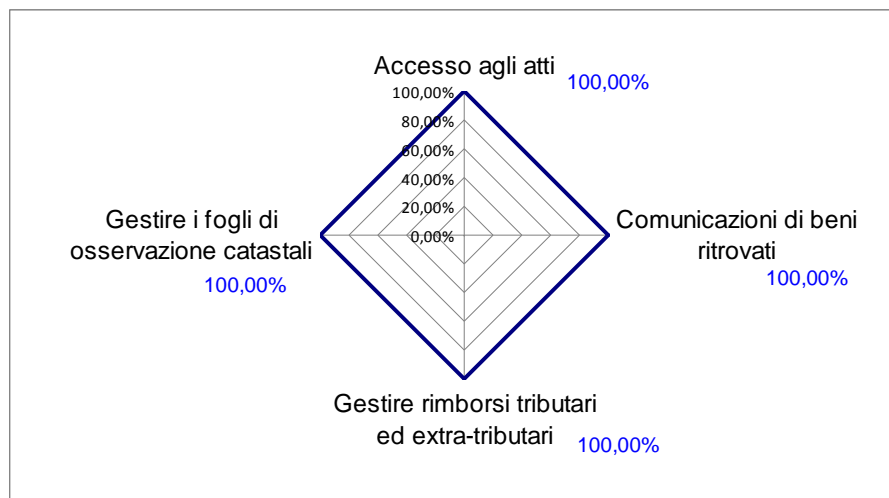 Accesso agli atti
100,00%
100,00%
80,00%
60,00%
40,00%
20,00%
0,00%
Gestire i fogli di
osservazione catastali
100,00%
Comunicazioni di beni
ritrovati
100,00%
Gestire rimborsi tributari
ed extra-tributari
100,00%